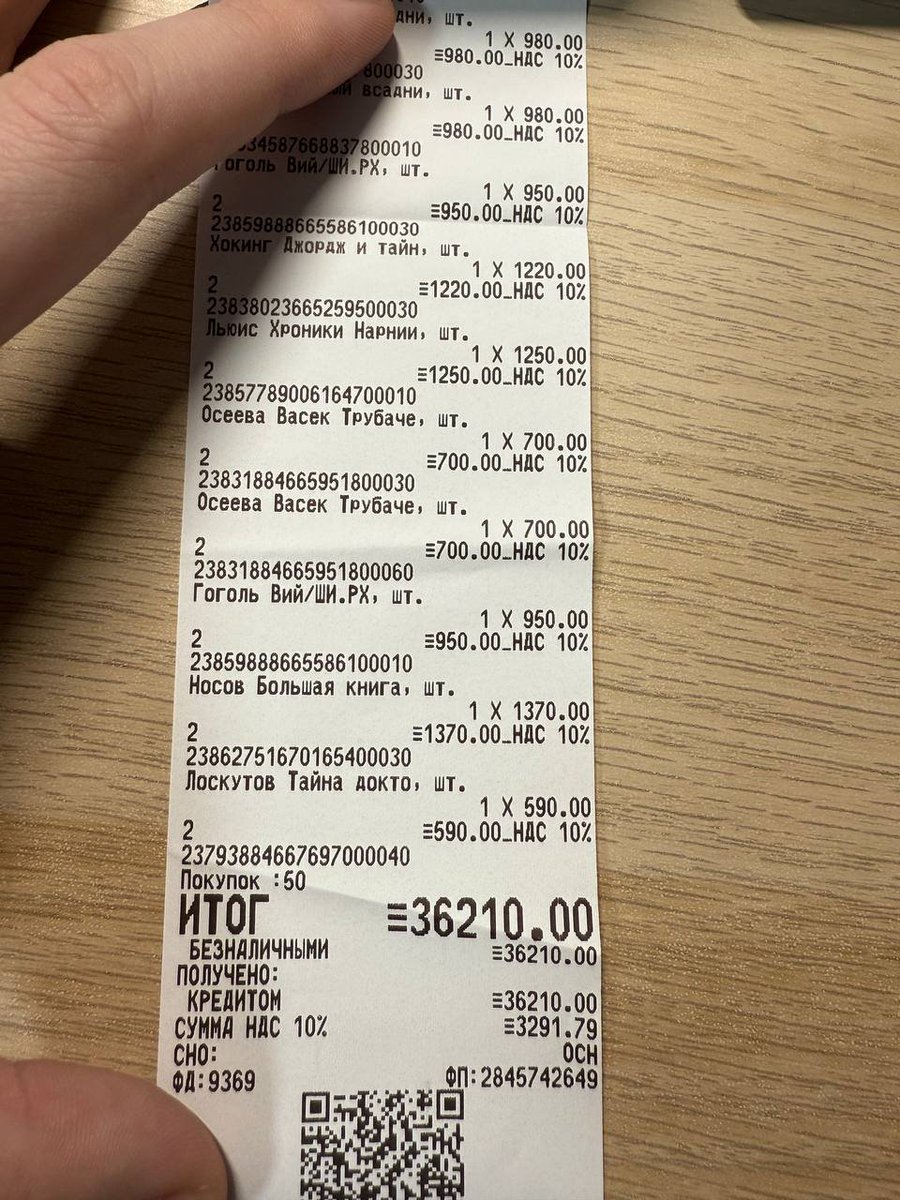 шт.
1 X 980.00
≡980.00_НДС 10%
800030
всадни, шт.
1 X 980.00
≡980.00_НДС 10%
34587668837800010
Гоголь Вий/ШИ.РХ, шт.
1 X 950.00
2 ≡950.00_НДС 10%
23859888665586100030
Хокинг Джордж и тайн, шт.
1 X 1220.00
2 ≡1220.00_НДС 10%
23838023665259500030
Льюис Хроники Нарнии, шт.
1 X 1250.00
2 ≡1250.00_НДС 10%
23857789006164700010
Осеева Васек Трубаче, шт.
1 X 700.00
2 ≡700.00_НДС 10%
23831884665951800030
Осеева Васек Трубаче, шт.
1 X 700.00
2 ≡700.00_НДС 10%
23831884665951800060
Гоголь Вий/ШИ.РХ, шт.
1 X 950.00
2 ≡950.00_НДС 10%
23859888665586100010
Носов Большая книга, шт.
1 X 1370.00
2 ≡1370.00_НДС 10%
23862751670165400030
Лоскутов Тайна докто, шт.
1 X 590.00
2 ≡590.00_НДС 10%
23793884667697000040
Покупок :50
ИТОГ ≡36210.00
БЕЗНАЛИЧНЫМИ ≡36210.00
ПОЛУЧЕНО:
КРЕДИТОМ ≡36210.00
СУММА НДС 10% ≡3291.79
СНО: ОСН
ФД:9369 ФП:2845742649